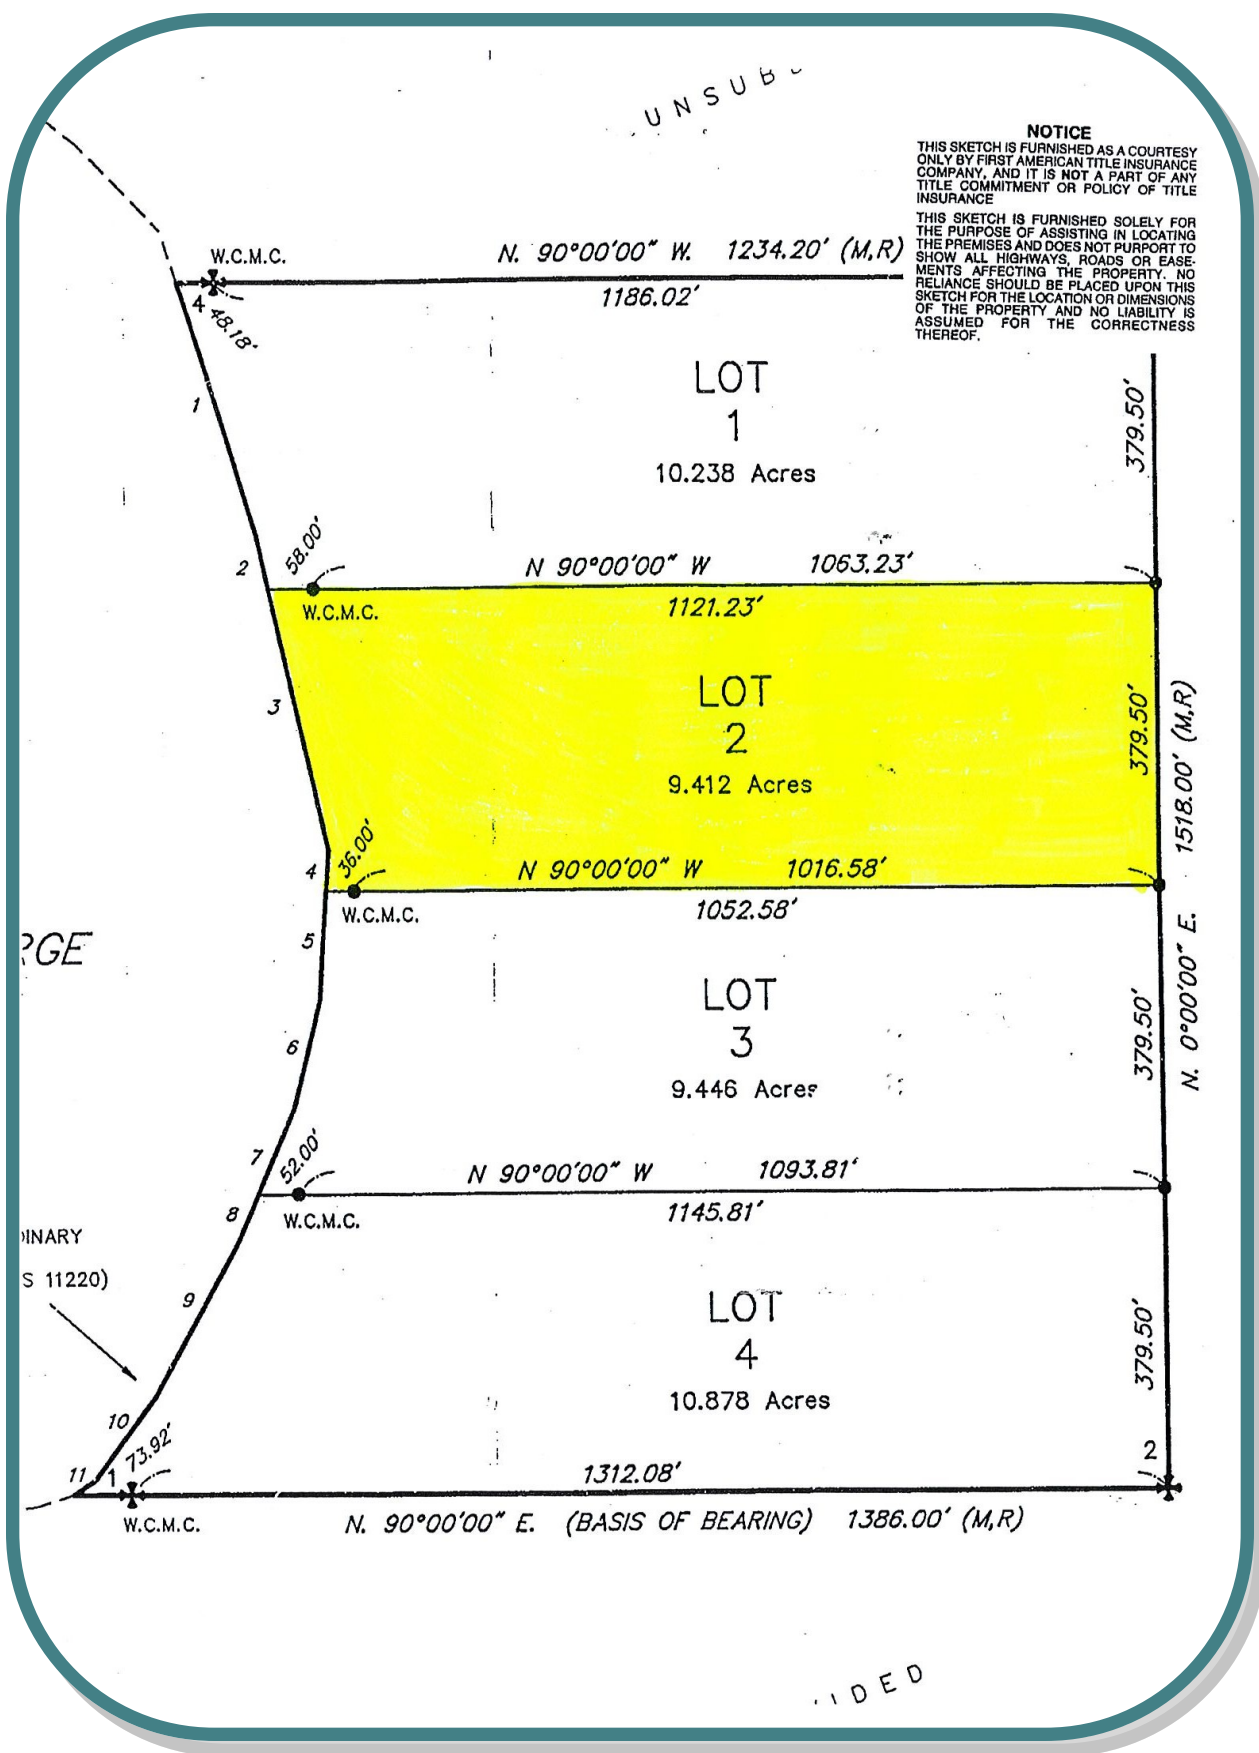 UNSUB
NOTICE
THIS SKETCH IS FURNISHED AS A COURTESY
ONLY BY FIRST AMERICAN TITLE INSURANCE
COMPANY, AND IT IS NOT A PART OF ANY
TITLE COMMITMENT OR POLICY OF TITLE
INSURANCE
THIS SKETCH IS FURNISHED SOLELY FOR
THE PURPOSE OF ASSISTING IN LOCATING
THE PREMISES AND DOES NOT PURPORT TO
SHOW ALL HIGHWAYS, ROADS OR EASE-
MENTS AFFECTING THE PROPERTY. NO
RELIANCE SHOULD BE PLACED UPON THIS
SKETCH FOR THE LOCATION OR DIMENSIONS
OF THE PROPERTY AND NO LIABILITY IS
ASSUMED FOR THE CORRECTNESS
THEREOF.
W.C.M.C.
N. 90°00'00" W. 1234.20' (M,R)
1186.02'
4
48.18'
1
LOT
1
10.238 Acres
379.50'
2
58.00'
N 90°00'00" W 1063.23'
W.C.M.C.
1121.23'
3
LOT
2
9.412 Acres
379.50'
N. 0°00'00" E. 1518.00' (M,R)
4
36.00'
N 90°00'00" W 1016.58'
W.C.M.C.
1052.58'
5
RGE
LOT
3
9.446 Acres
379.50'
6
7
52.00'
N 90°00'00" W 1093.81'
W.C.M.C.
1145.81'
8
DINARY
S 11220)
9
LOT
4
10.878 Acres
379.50'
10
73.92'
11
1
2
1312.08'
W.C.M.C.
N. 90°00'00" E. (BASIS OF BEARING) 1386.00' (M,R)
IDED